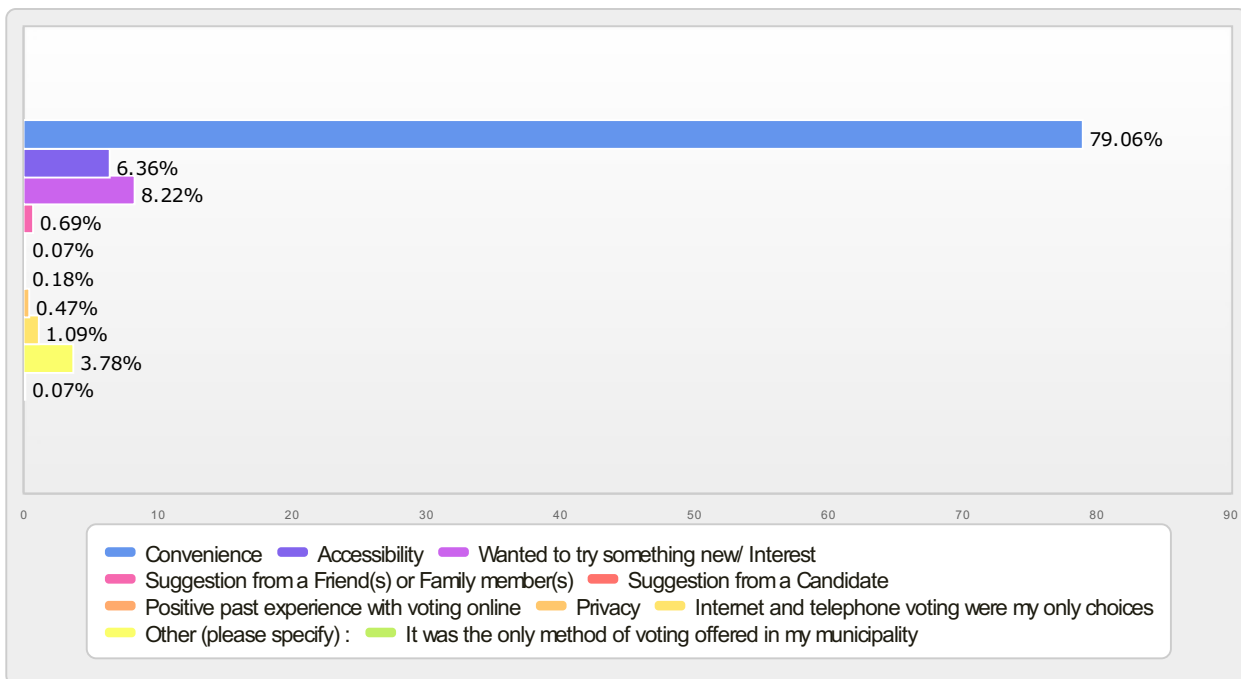 79.06%
6.36%
8.22%
0.69%
0.07%
0.18%
0.47%
1.09%
3.78%
0.07%
0 10 20 30 40 50 60 70 80 90
Convenience Accessibility Wanted to try something new/ Interest
Suggestion from a Friend(s) or Family member(s) Suggestion from a Candidate
Positive past experience with voting online Privacy Internet and telephone voting were my only choices
Other (please specify) : It was the only method of voting offered in my municipality